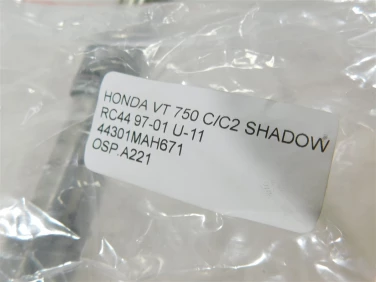 HONDA VT 750 C/C2 SHADOW
RC44 97-01 U-11
44301MAH671
OSP.A221